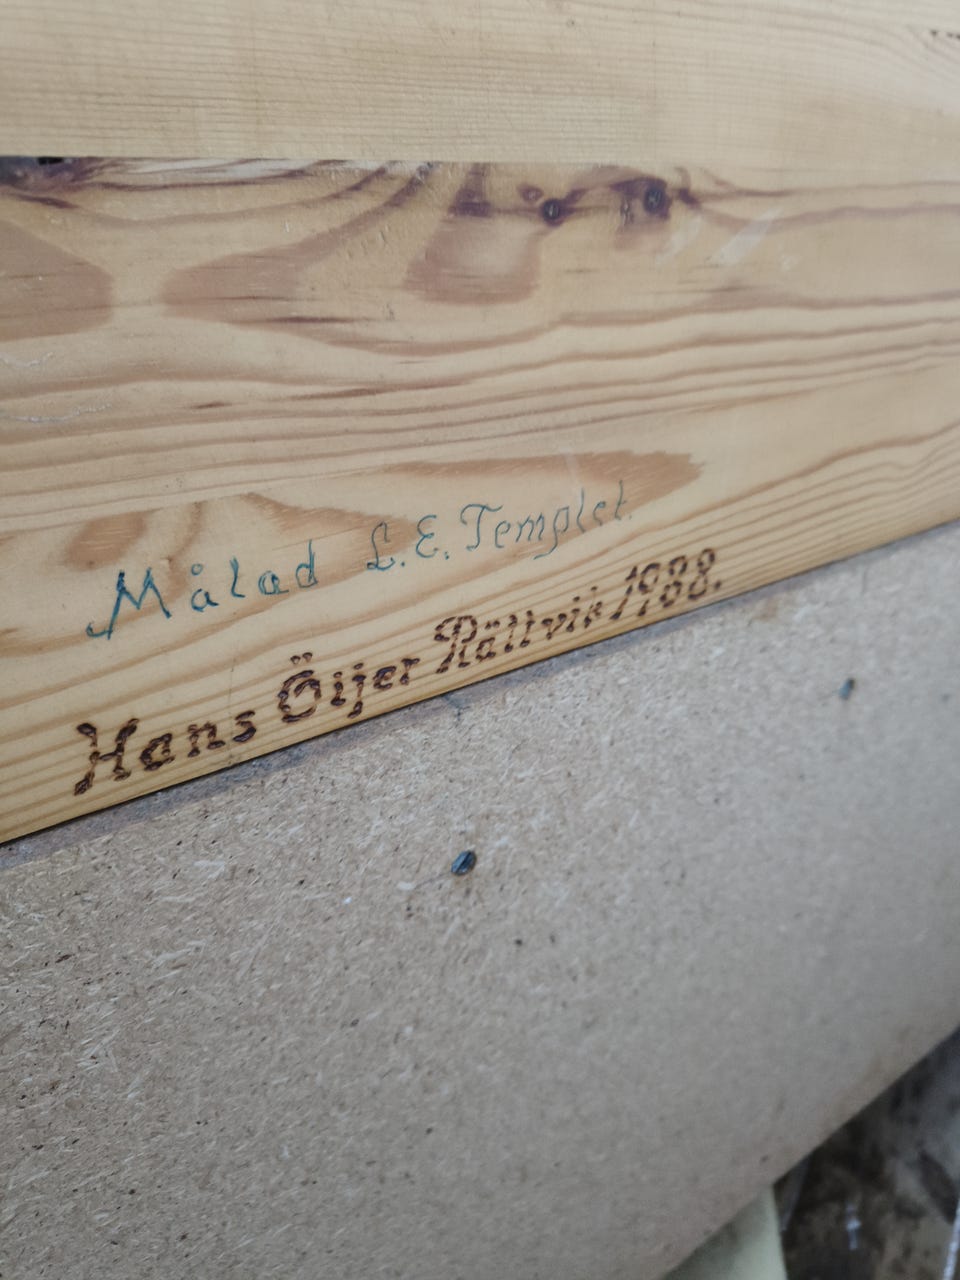 Målad L.E. Templet.
Hans Öijer Rättvik 1988.